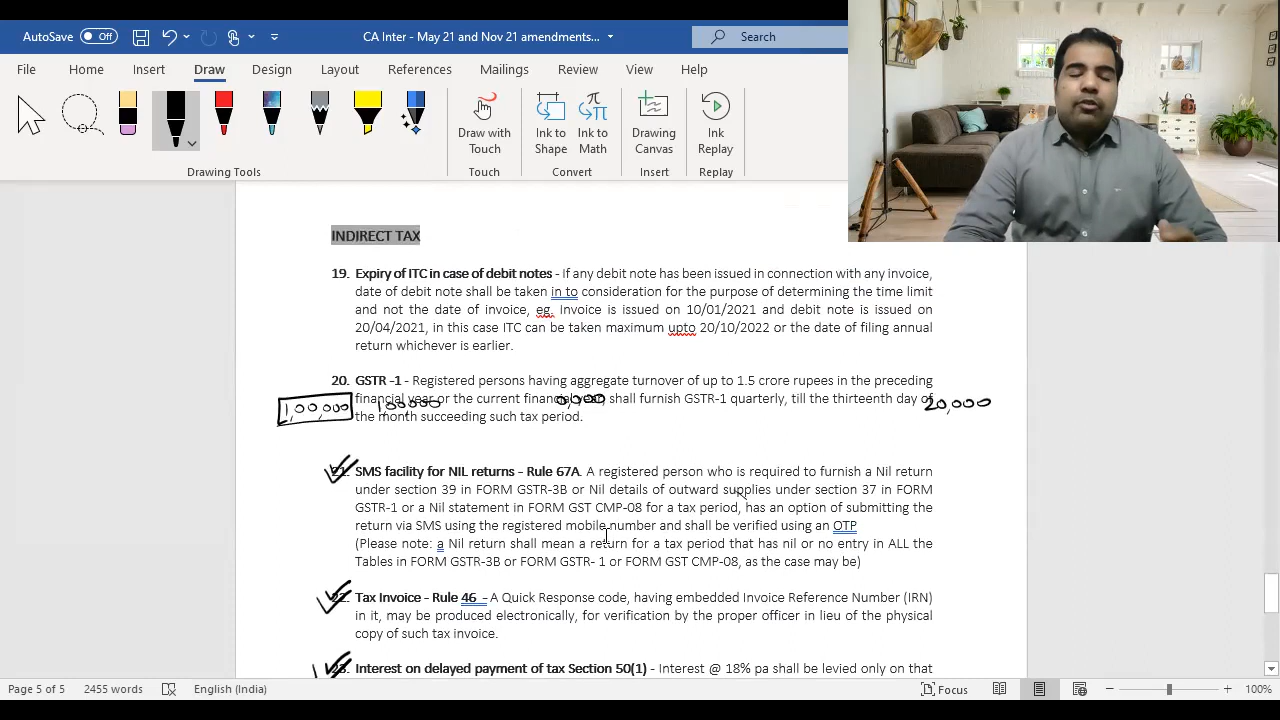 AutoSave Off CA Inter - May 21 and Nov 21 amendments... Search
File Home Insert Draw Design Layout References Mailings Review View Help
Draw with Touch Ink to Shape Ink to Math Drawing Canvas Ink Replay
Drawing Tools Touch Convert Insert Replay
INDIRECT TAX
19. Expiry of ITC in case of debit notes - If any debit note has been issued in connection with any invoice,
date of debit note shall be taken in to consideration for the purpose of determining the time limit
and not the date of invoice, eg. Invoice is issued on 10/01/2021 and debit note is issued on
20/04/2021, in this case ITC can be taken maximum upto 20/10/2022 or the date of filing annual
return whichever is earlier.
20. GSTR -1 - Registered persons having aggregate turnover of up to 1.5 crore rupees in the preceding
financial year or the current financial year shall furnish GSTR-1 quarterly, till the thirteenth day of
1,00,000 1,00,000 0,000 20,000
the month succeeding such tax period.
21. SMS facility for NIL returns - Rule 67A. A registered person who is required to furnish a Nil return
under section 39 in FORM GSTR-3B or Nil details of outward supplies under section 37 in FORM
GSTR-1 or a Nil statement in FORM GST CMP-08 for a tax period, has an option of submitting the
return via SMS using the registered mobile number and shall be verified using an OTP
(Please note: a Nil return shall mean a return for a tax period that has nil or no entry in ALL the
Tables in FORM GSTR-3B or FORM GSTR- 1 or FORM GST CMP-08, as the case may be)
22. Tax Invoice - Rule 46 - A Quick Response code, having embedded Invoice Reference Number (IRN)
in it, may be produced electronically, for verification by the proper officer in lieu of the physical
copy of such tax invoice.
23. Interest on delayed payment of tax Section 50(1) - Interest @ 18% pa shall be levied only on that
Page 5 of 5 2455 words English (India) Focus 100%